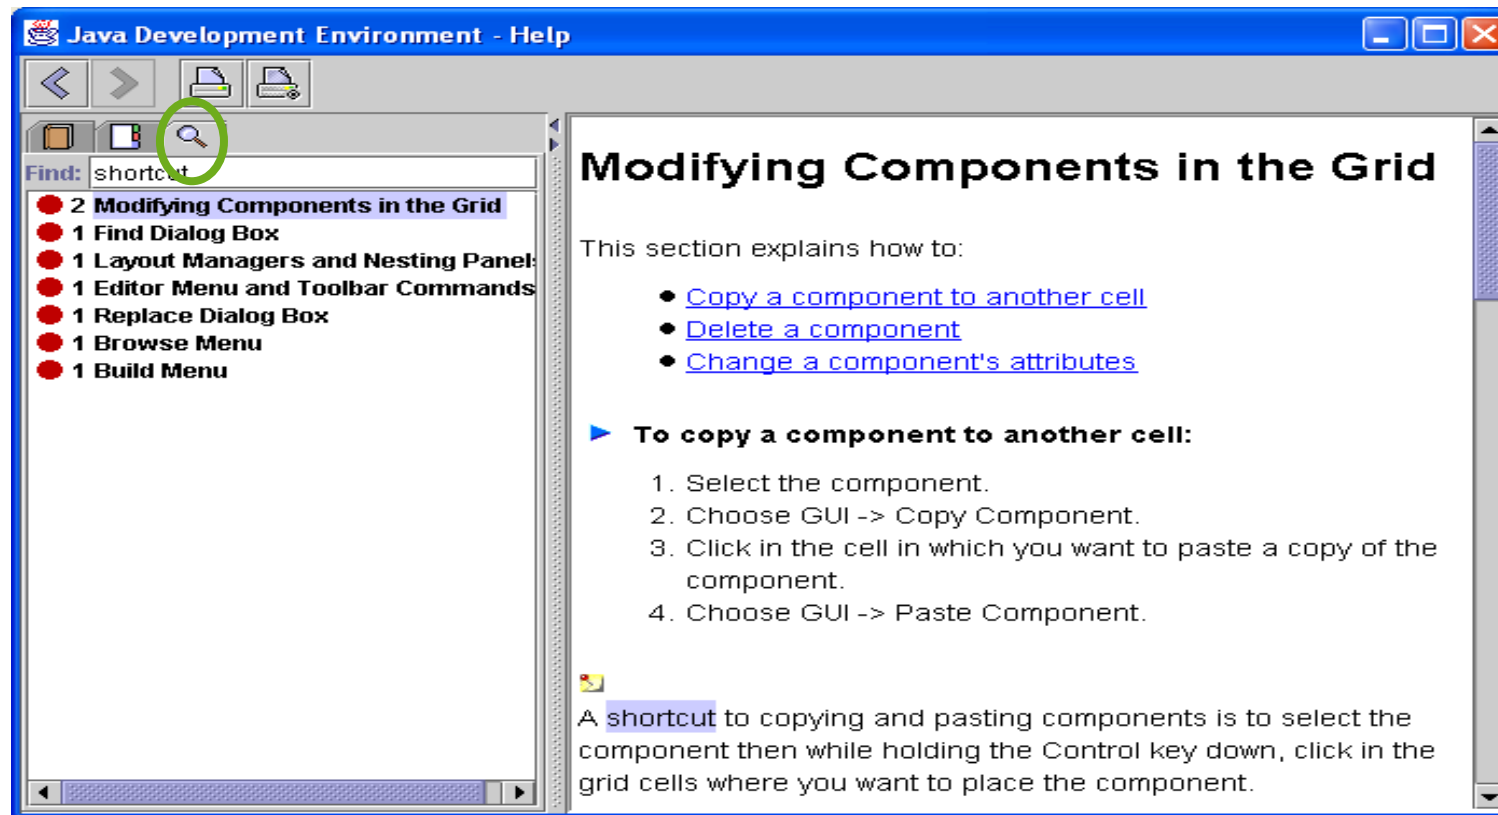 Java Development Environment - Help
Find: shortcut
2 Modifying Components in the Grid
1 Find Dialog Box
1 Layout Managers and Nesting Panel
1 Editor Menu and Toolbar Commands
1 Replace Dialog Box
1 Browse Menu
1 Build Menu
Modifying Components in the Grid
This section explains how to:
• Copy a component to another cell
• Delete a component
• Change a component's attributes
To copy a component to another cell:
1. Select the component.
2. Choose GUI -> Copy Component.
3. Click in the cell in which you want to paste a copy of the
component.
4. Choose GUI -> Paste Component.
A shortcut to copying and pasting components is to select the
component then while holding the Control key down, click in the
grid cells where you want to place the component.